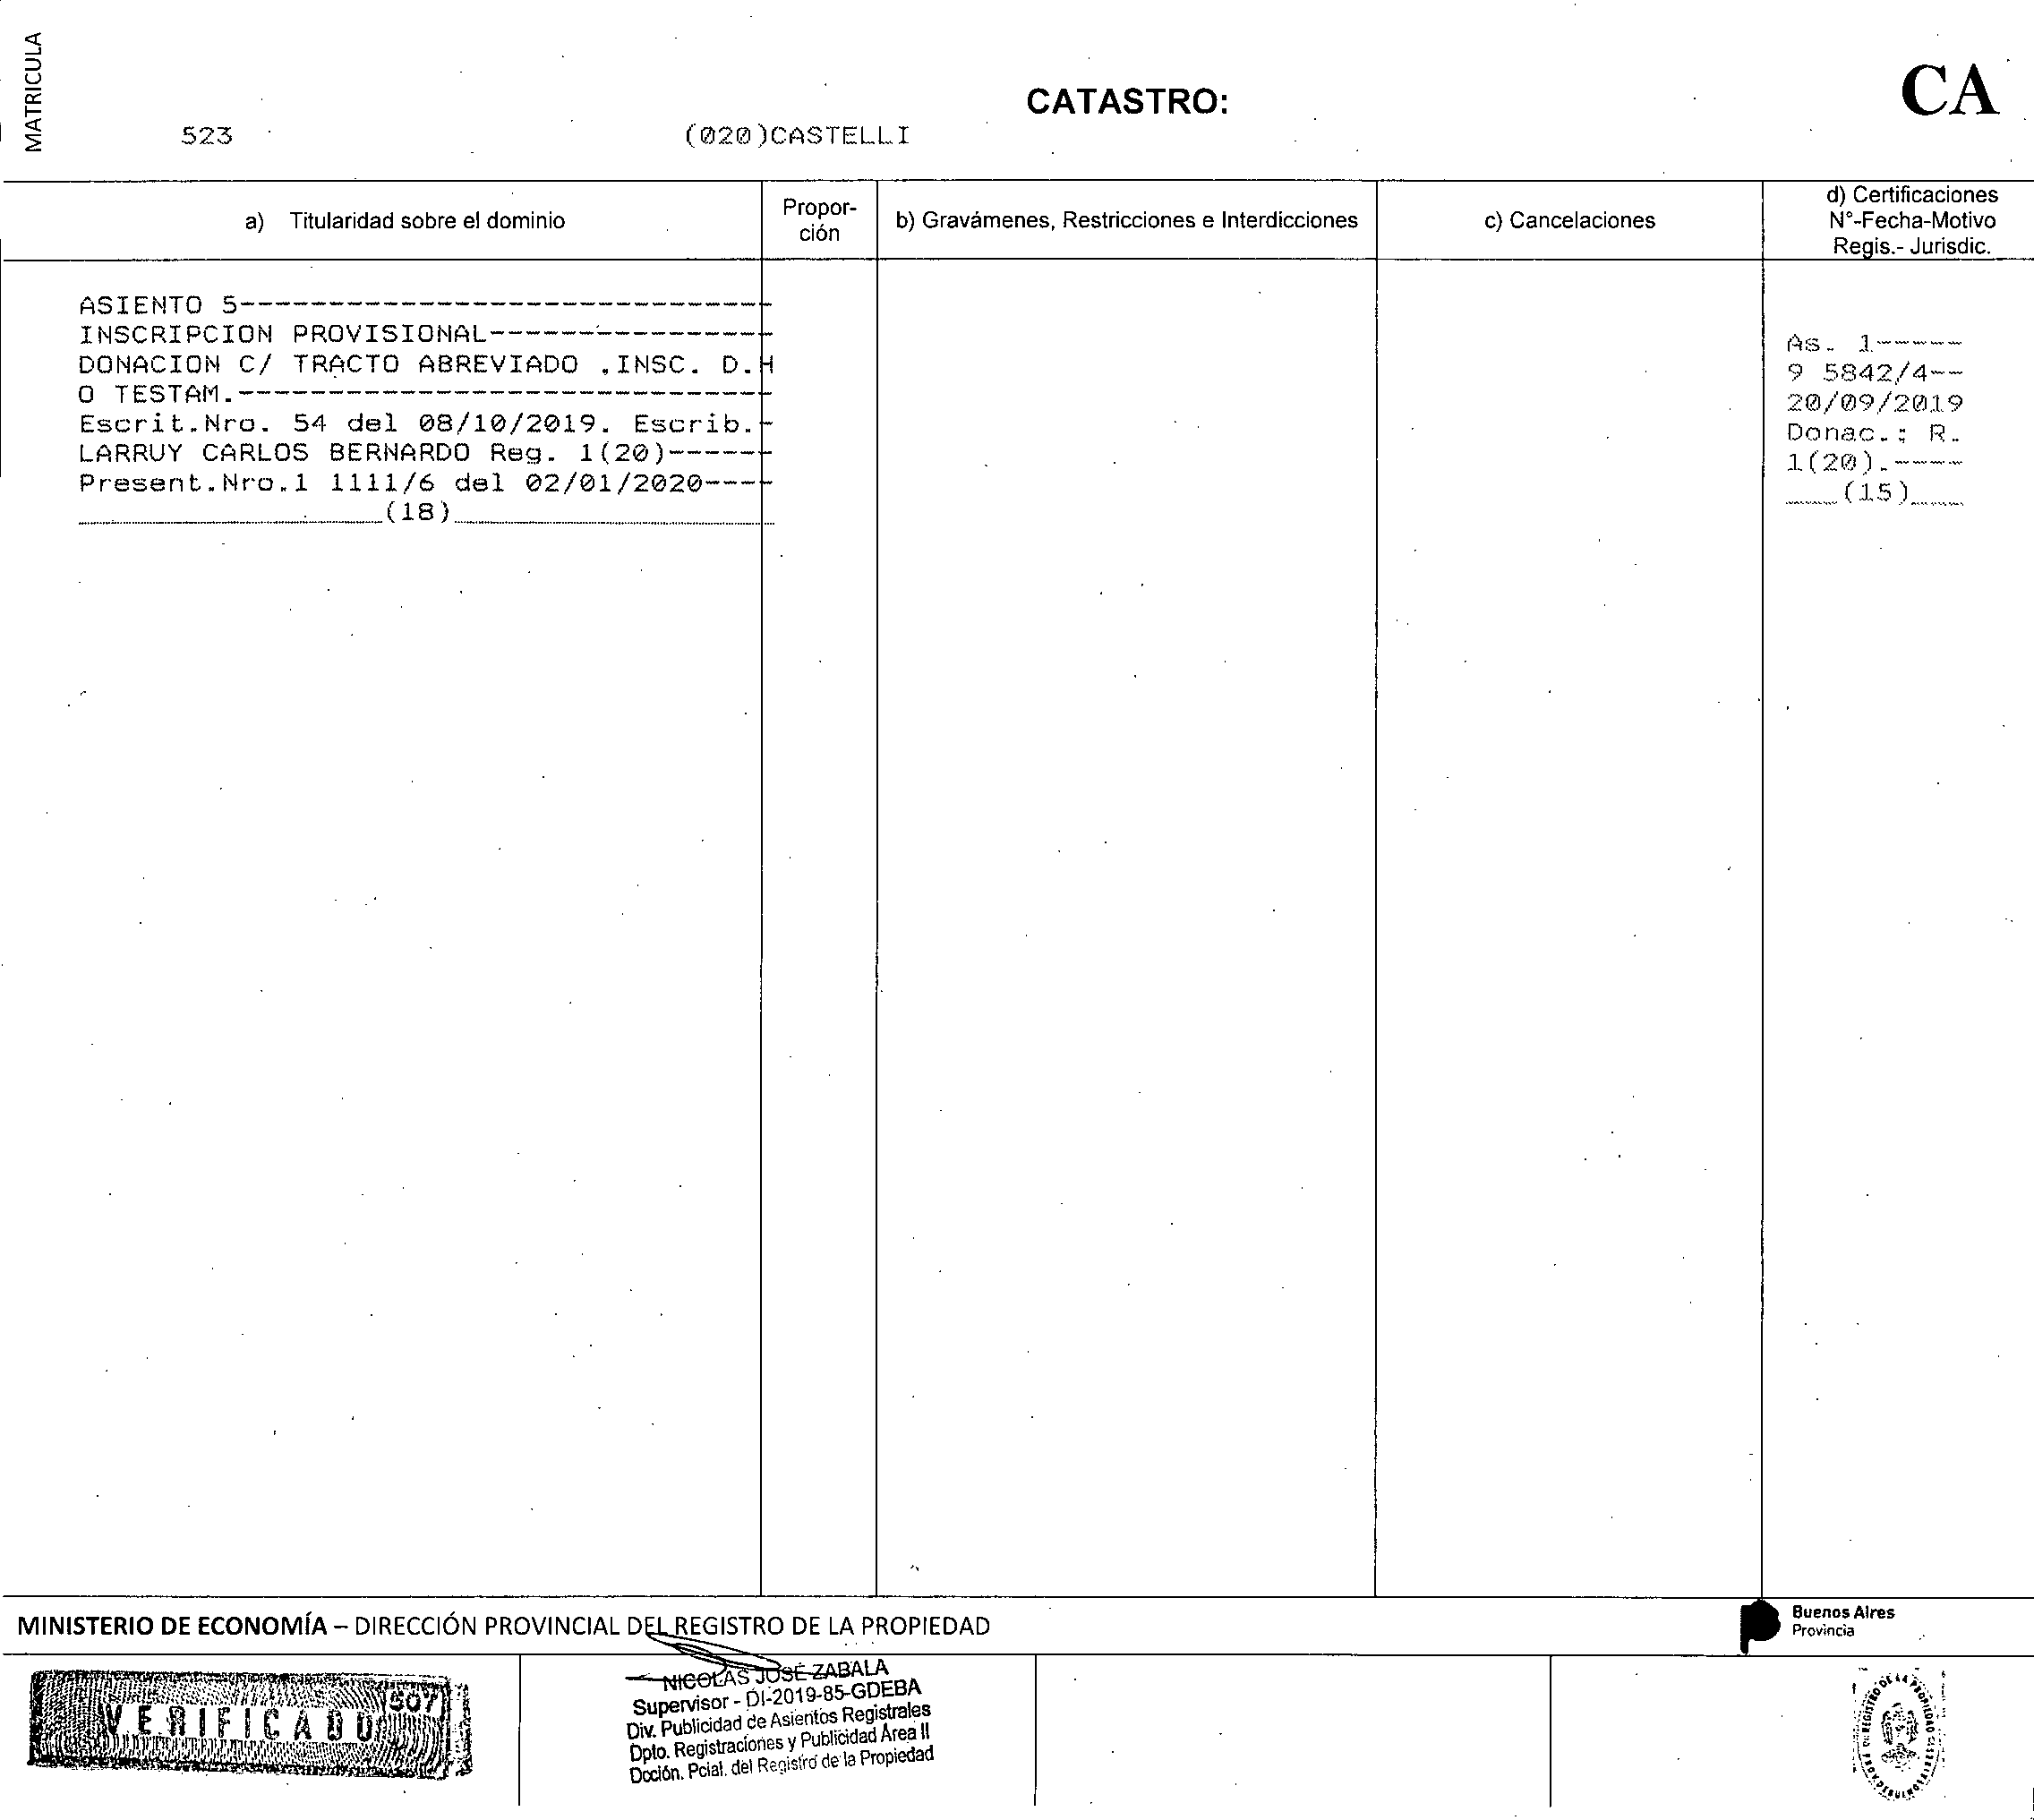 MATRICULA
CATASTRO:
CA
523 (020)CASTELLI
a) Titularidad sobre el dominio
Propor-
ción
b) Gravámenes, Restricciones e Interdicciones
c) Cancelaciones
d) Certificaciones
N°-Fecha-Motivo
Regis.- Jurisdic.
ASIENTO 5------------------------------
INSCRIPCION PROVISIONAL----------------
DONACION C/ TRACTO ABREVIADO .INSC. D.H
O TESTAM.------------------------------
Escrit.Nro. 54 del 08/10/2019. Escrib.-
LARRUY CARLOS BERNARDO Reg. 1(20)------
Present.Nro.1 1111/6 del 02/01/2020----
(18)
As. 1-----
9 5842/4--
20/09/2019
Donac.: R.
1(20).----
(15)
MINISTERIO DE ECONOMÍA – DIRECCIÓN PROVINCIAL DEL REGISTRO DE LA PROPIEDAD
Buenos Aires
Provincia
VERIFICADO 507
NICOLAS JOSÉ ZABALA
Supervisor - DI-2019-85-GDEBA
Div. Publicidad de Asientos Registrales
Dpto. Registraciones y Publicidad Área II
Dcción. Pcial. del Registro de la Propiedad
REGISTRO DE LA PROPIEDAD